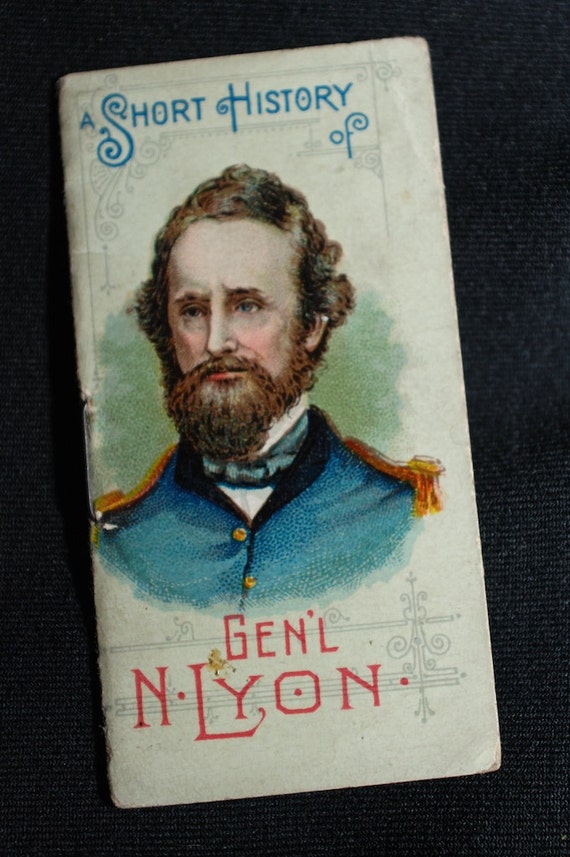 A SHORT HISTORY
of
GEN'L
N. LYON.